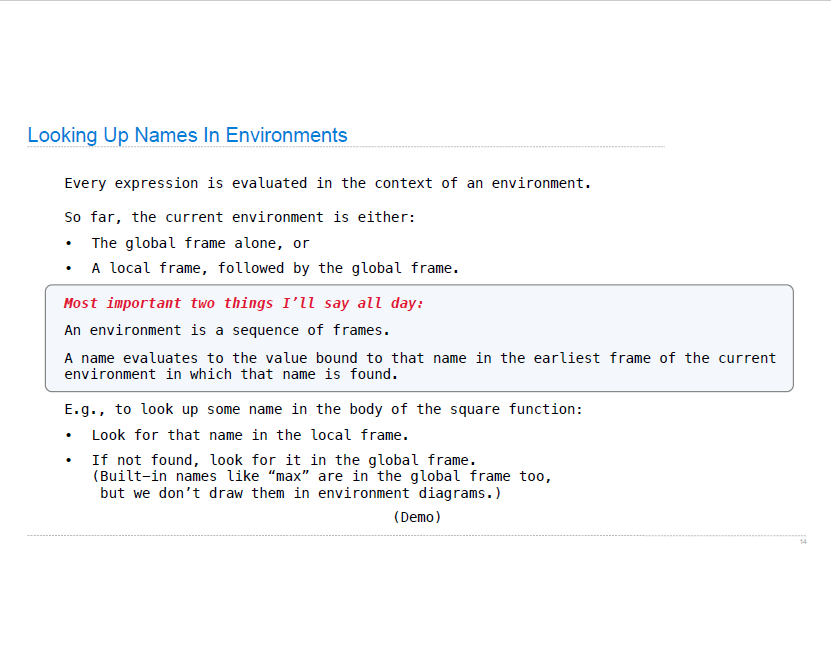 Looking Up Names In Environments
Every expression is evaluated in the context of an environment.
So far, the current environment is either:
• The global frame alone, or
• A local frame, followed by the global frame.
Most important two things I’ll say all day:
An environment is a sequence of frames.
A name evaluates to the value bound to that name in the earliest frame of the current
environment in which that name is found.
E.g., to look up some name in the body of the square function:
• Look for that name in the local frame.
• If not found, look for it in the global frame.
(Built–in names like “max” are in the global frame too,
but we don’t draw them in environment diagrams.)
(Demo)
14